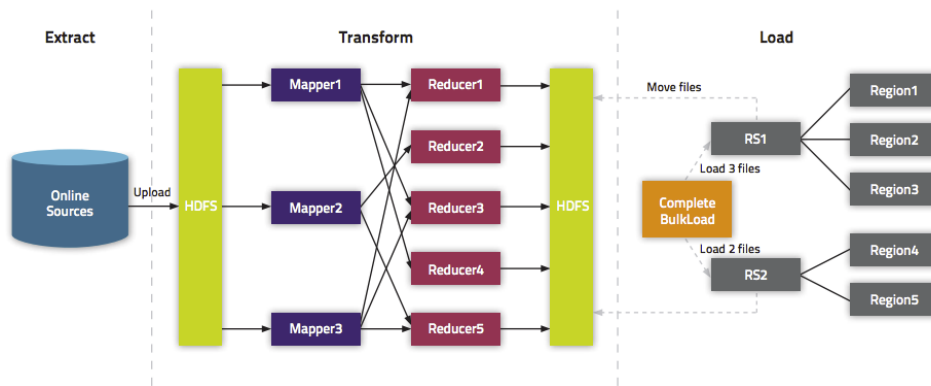 Extract
Transform
Load
Online
Sources
Upload
HDFS
Mapper1
Mapper2
Mapper3
Reducer1
Reducer2
Reducer3
Reducer4
Reducer5
HDFS
Move files
RS1
Load 3 files
Complete
BulkLoad
Load 2 files
RS2
Region1
Region2
Region3
Region4
Region5